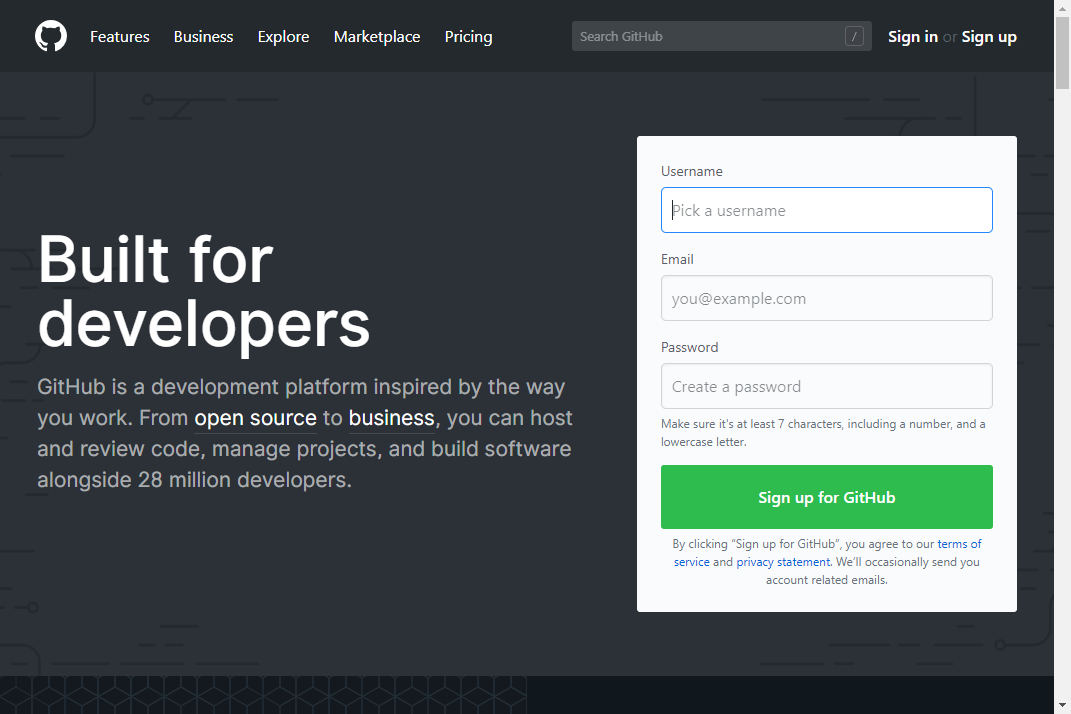 Features Business Explore Marketplace Pricing Search GitHub / Sign in or Sign up
Built for
developers
GitHub is a development platform inspired by the way
you work. From open source to business, you can host
and review code, manage projects, and build software
alongside 28 million developers.
Username
Pick a username
Email
you@example.com
Password
Create a password
Make sure it's at least 7 characters, including a number, and a
lowercase letter.
Sign up for GitHub
By clicking “Sign up for GitHub”, you agree to our terms of
service and privacy statement. We’ll occasionally send you
account related emails.